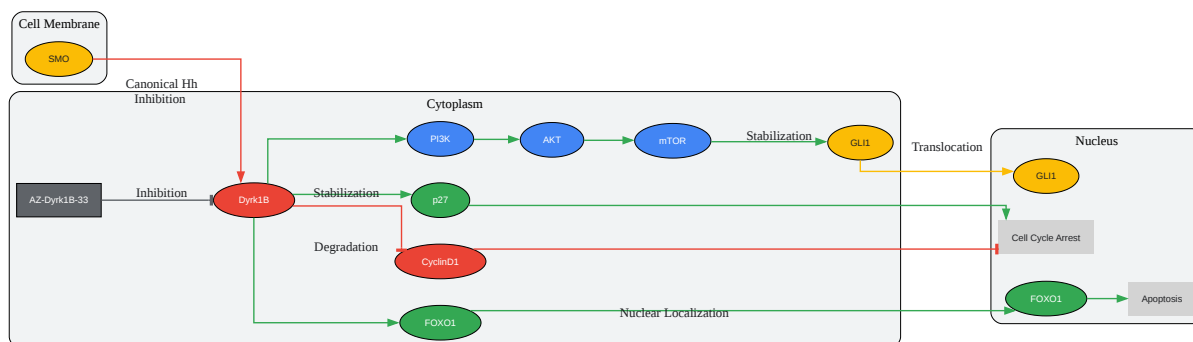 Cell Membrane
SMO
Canonical Hh
Inhibition
Cytoplasm
PI3K
AKT
mTOR
Stabilization
GLI1
Translocation
Nucleus
GLI1
AZ-Dyrk1B-33
Inhibition
Dyrk1B
Stabilization
p27
Cell Cycle Arrest
Degradation
CyclinD1
FOXO1
Nuclear Localization
FOXO1
Apoptosis